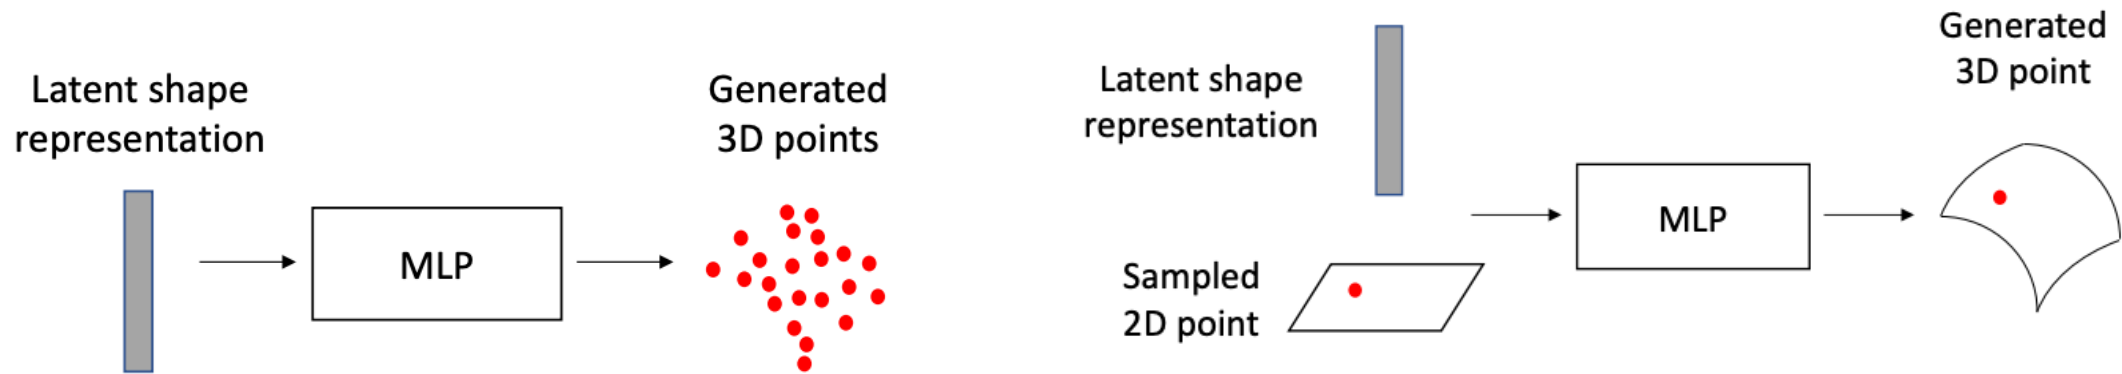 Latent shape
representation
MLP
Generated
3D points
Latent shape
representation
Sampled
2D point
MLP
Generated
3D point